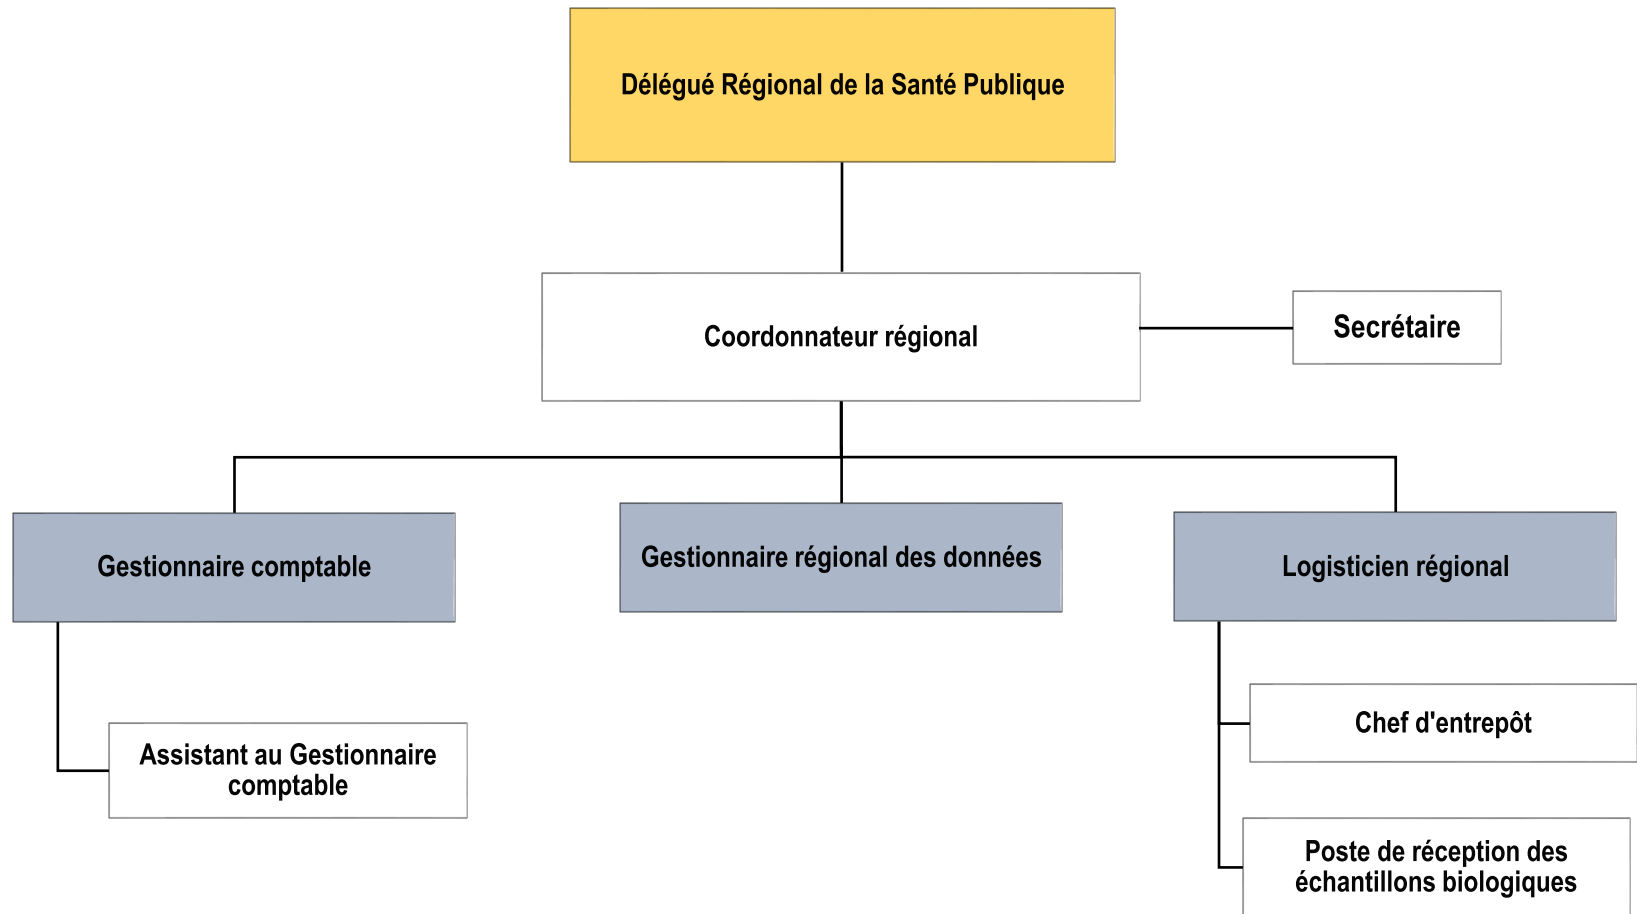 Délégué Régional de la Santé Publique
Coordonnateur régional
Secrétaire
Gestionnaire comptable
Gestionnaire régional des données
Logisticien régional
Assistant au Gestionnaire
comptable
Chef d'entrepôt
Poste de réception des
échantillons biologiques